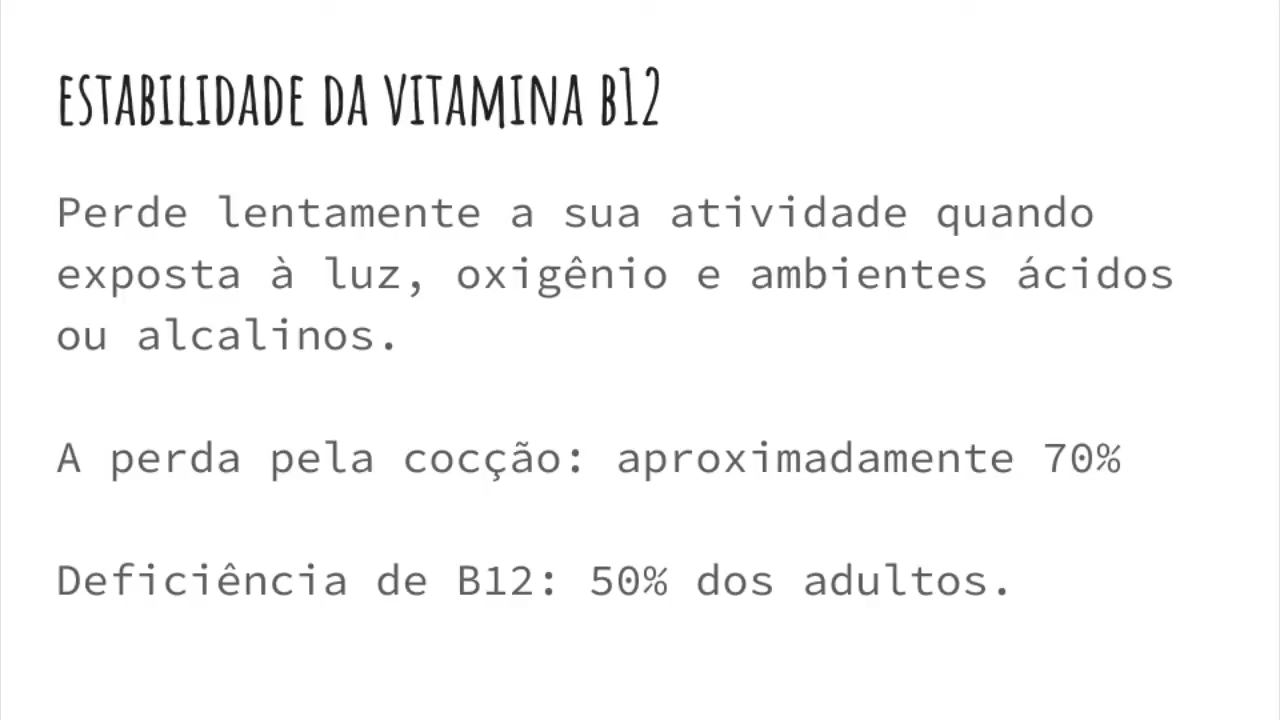 ESTABILIDADE DA VITAMINA B12
Perde lentamente a sua atividade quando
exposta à luz, oxigênio e ambientes ácidos
ou alcalinos.
A perda pela cocção: aproximadamente 70%
Deficiência de B12: 50% dos adultos.